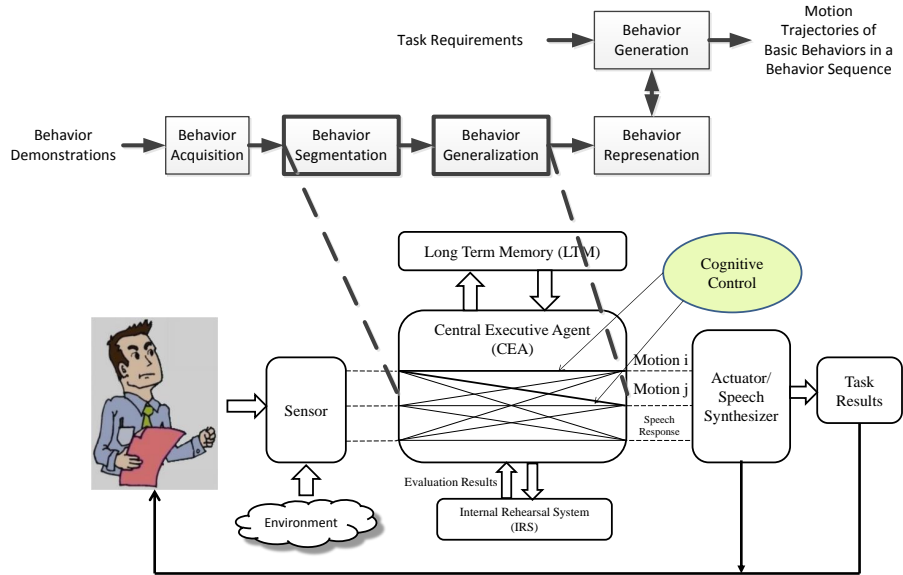 Task Requirements
Behavior
Generation
Motion
Trajectories of
Basic Behaviors in a
Behavior Sequence
Behavior
Demonstrations
Behavior
Acquisition
Behavior
Segmentation
Behavior
Generalization
Behavior
Represenation
Long Term Memory (LTM)
Cognitive
Control
Central Executive Agent
(CEA)
Sensor
Motion i
Motion j
Speech
Response
Actuator/
Speech
Synthesizer
Task
Results
Evaluation Results
Environment
Internal Rehearsal System
(IRS)